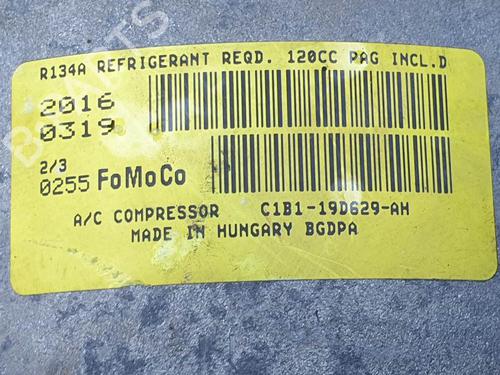 R134A REFRIGERANT REQD. 120CC PAG INCL.D
2016
0319
2/3
0255 FoMoCo
A/C COMPRESSOR C1B1-19D629-AH
MADE IN HUNGARY BGDPA